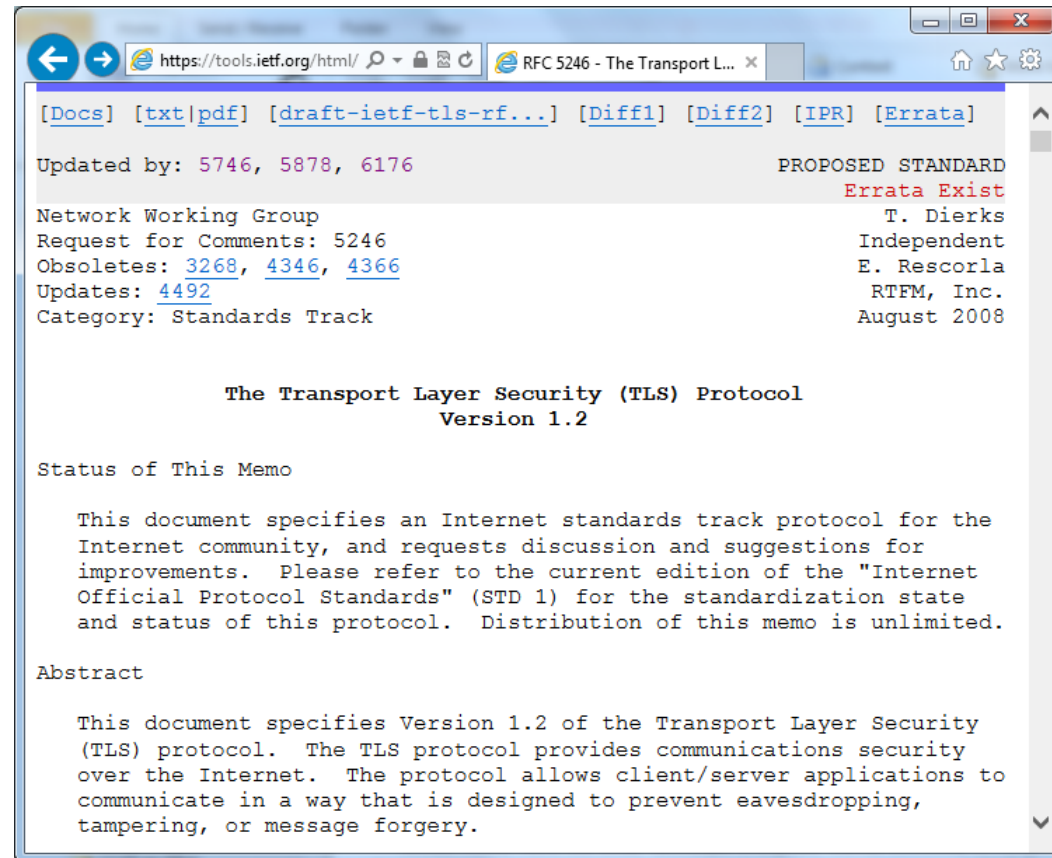 https://tools.ietf.org/html/
RFC 5246 - The Transport L...
[Docs] [txt|pdf] [draft-ietf-tls-rf...] [Diff1] [Diff2] [IPR] [Errata]
Updated by: 5746, 5878, 6176 PROPOSED STANDARD
Errata Exist
Network Working Group T. Dierks
Request for Comments: 5246 Independent
Obsoletes: 3268, 4346, 4366 E. Rescorla
Updates: 4492 RTFM, Inc.
Category: Standards Track August 2008
The Transport Layer Security (TLS) Protocol
Version 1.2
Status of This Memo
This document specifies an Internet standards track protocol for the
Internet community, and requests discussion and suggestions for
improvements.  Please refer to the current edition of the "Internet
Official Protocol Standards" (STD 1) for the standardization state
and status of this protocol.  Distribution of this memo is unlimited.
Abstract
This document specifies Version 1.2 of the Transport Layer Security
(TLS) protocol.  The TLS protocol provides communications security
over the Internet.  The protocol allows client/server applications to
communicate in a way that is designed to prevent eavesdropping,
tampering, or message forgery.